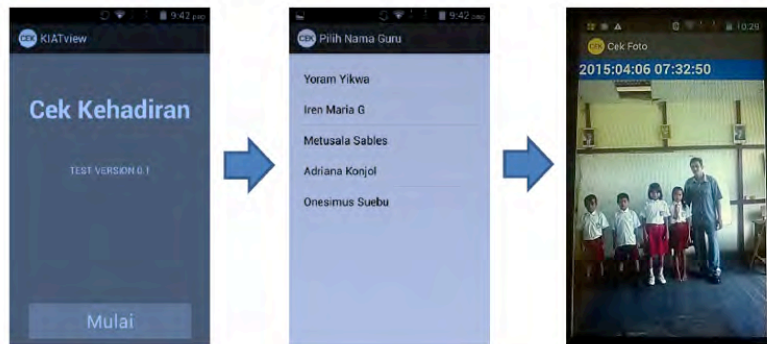 9:42 PAP
CEK KIATview
Cek Kehadiran
TEST VERSION 0.1
Mulai
9:42 PAP
CEK Pilih Nama Guru
Yoram Yikwa
Iren Maria G
Metusala Sables
Adriana Konjol
Onesimus Suebu
10:29
CEK Cek Foto
2015:04:06 07:32:50